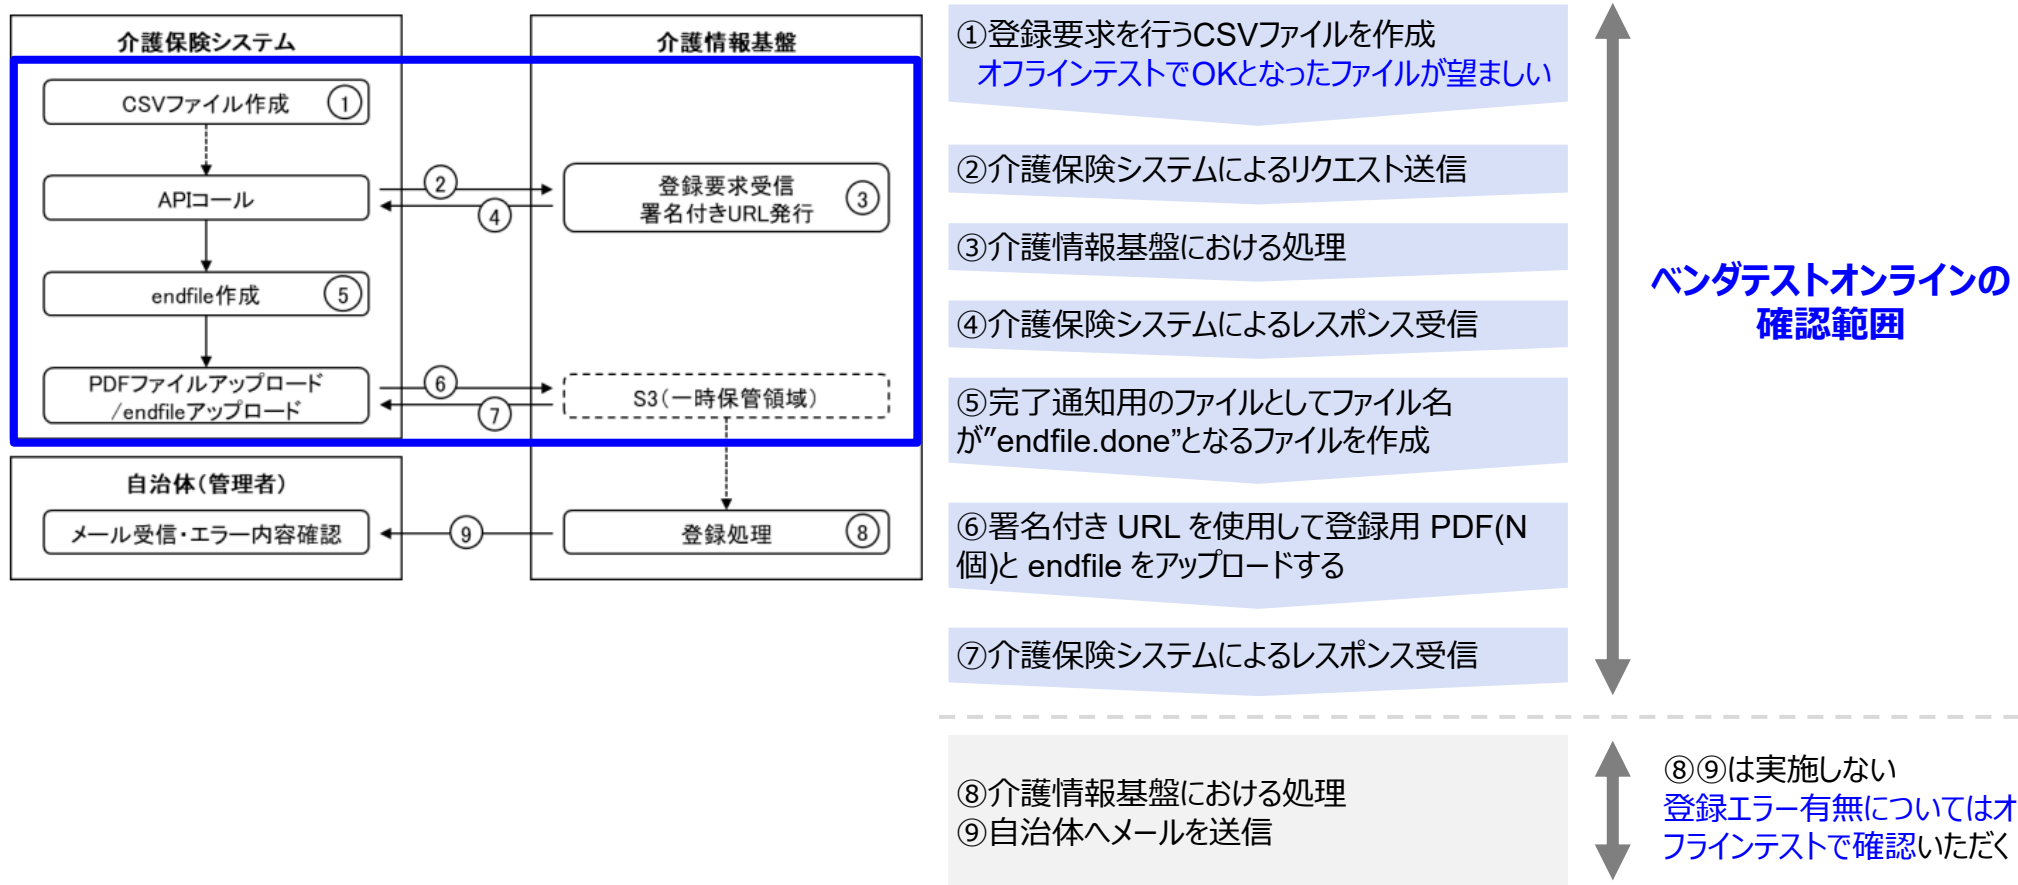 介護保険システム
介護情報基盤
CSVファイル作成
①
APIコール
②
④
登録要求受信
署名付きURL発行
③
endfile作成
⑤
PDFファイルアップロード
/endfileアップロード
⑥
⑦
S3(一時保管領域)
自治体(管理者)
メール受信・エラー内容確認
⑨
登録処理
⑧
①登録要求を行うCSVファイルを作成
オフラインテストでOKとなったファイルが望ましい
②介護保険システムによるリクエスト送信
③介護情報基盤における処理
④介護保険システムによるレスポンス受信
⑤完了通知用のファイルとしてファイル名
が”endfile.done”となるファイルを作成
⑥署名付き URL を使用して登録用 PDF(N
個)と endfile をアップロードする
⑦介護保険システムによるレスポンス受信
ベンダテストオンラインの
確認範囲
⑧介護情報基盤における処理
⑨自治体へメールを送信
⑧⑨は実施しない
登録エラー有無についてはオ
フラインテストで確認いただく